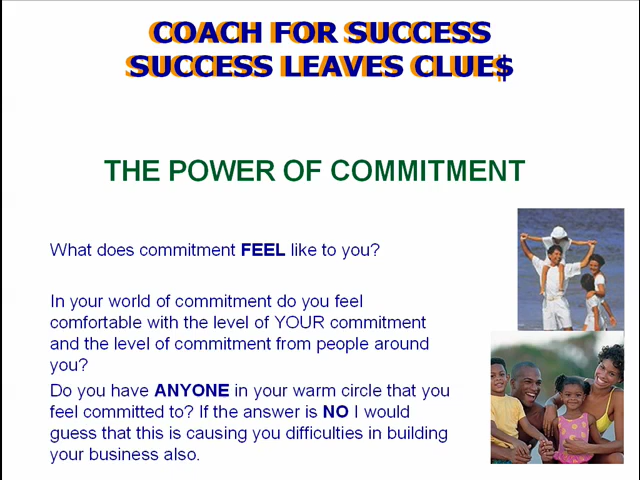 COACH FOR SUCCESS
SUCCESS LEAVES CLUE$
THE POWER OF COMMITMENT
What does commitment FEEL like to you?
In your world of commitment do you feel
comfortable with the level of YOUR commitment
and the level of commitment from people around
you?
Do you have ANYONE in your warm circle that you
feel committed to? If the answer is NO I would
guess that this is causing you difficulties in building
your business also.